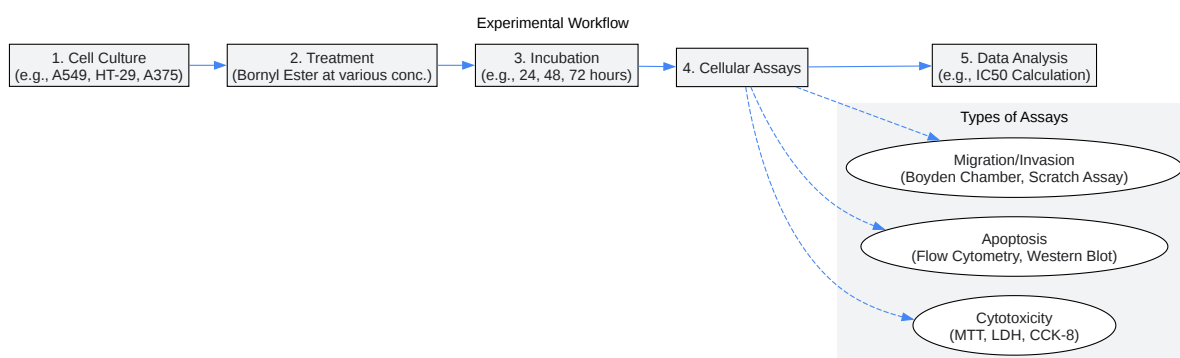 Experimental Workflow
1. Cell Culture
(e.g., A549, HT-29, A375)
2. Treatment
(Bornyl Ester at various conc.)
3. Incubation
(e.g., 24, 48, 72 hours)
4. Cellular Assays
5. Data Analysis
(e.g., IC50 Calculation)
Types of Assays
Migration/Invasion
(Boyden Chamber, Scratch Assay)
Apoptosis
(Flow Cytometry, Western Blot)
Cytotoxicity
(MTT, LDH, CCK-8)